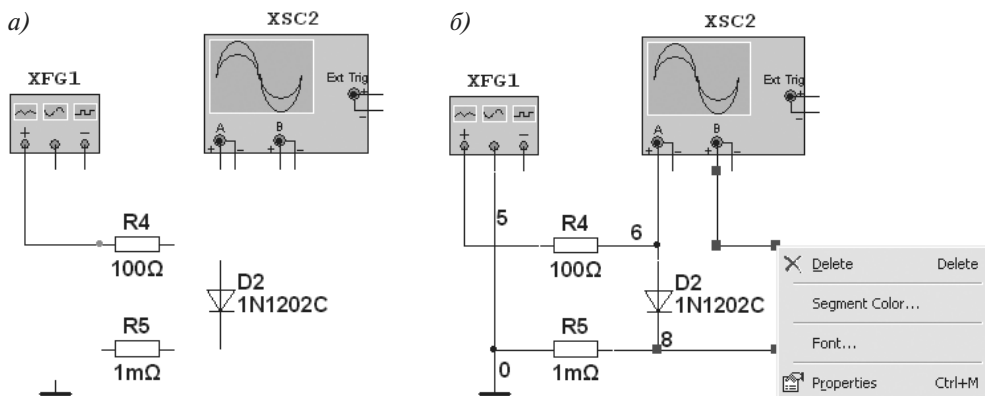 а)
XSC2
XFG1
Ext Trig
+
−
A
B
+
−
+
−
+
−
R4
100Ω
D2
1N1202C
R5
1mΩ
б)
XSC2
XFG1
Ext Trig
+
−
A
B
+
−
+
−
+
−
5
R4
6
100Ω
D2
1N1202C
R5
8
0
1mΩ
Delete Delete
Segment Color...
Font...
Properties Ctrl+M